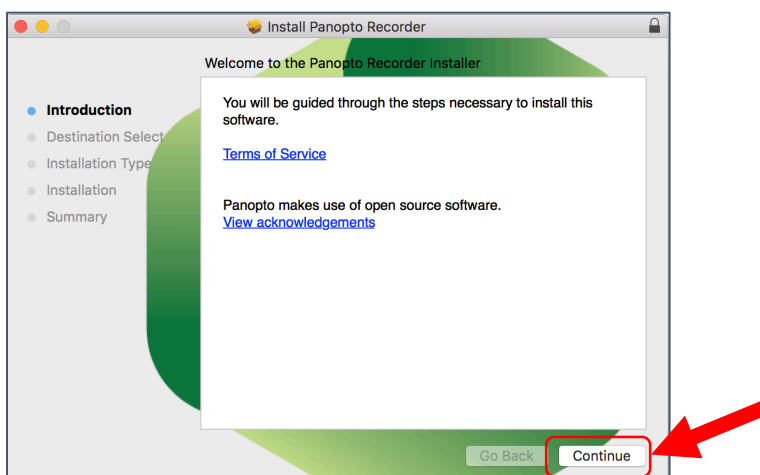 Install Panopto Recorder
Welcome to the Panopto Recorder Installer
Introduction
Destination Select
Installation Type
Installation
Summary
You will be guided through the steps necessary to install this
software.
Terms of Service
Panopto makes use of open source software.
View acknowledgements
Go Back
Continue